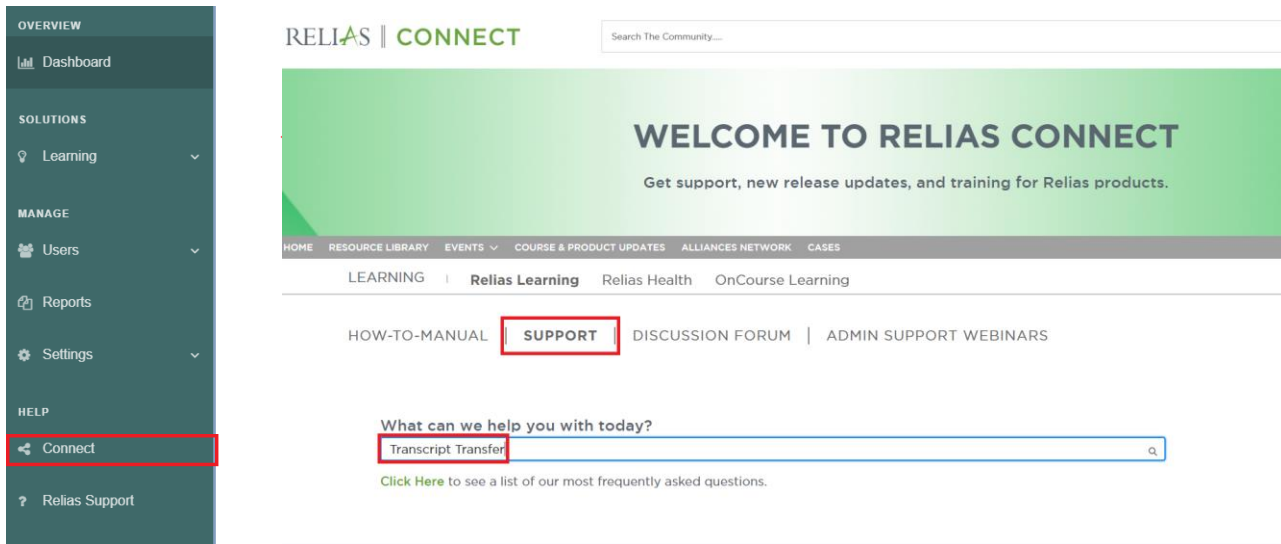 OVERVIEW
Dashboard
SOLUTIONS
Learning
MANAGE
Users
Reports
Settings
HELP
Connect
Relias Support
RELIAS || CONNECT
Search The Community.....
WELCOME TO RELIAS CONNECT
Get support, new release updates, and training for Relias products.
HOME RESOURCE LIBRARY EVENTS COURSE & PRODUCT UPDATES ALLIANCES NETWORK CASES
LEARNING | Relias Learning Relias Health OnCourse Learning
HOW-TO-MANUAL | SUPPORT | DISCUSSION FORUM | ADMIN SUPPORT WEBINARS
What can we help you with today?
Transcript Transfer
Click Here to see a list of our most frequently asked questions.